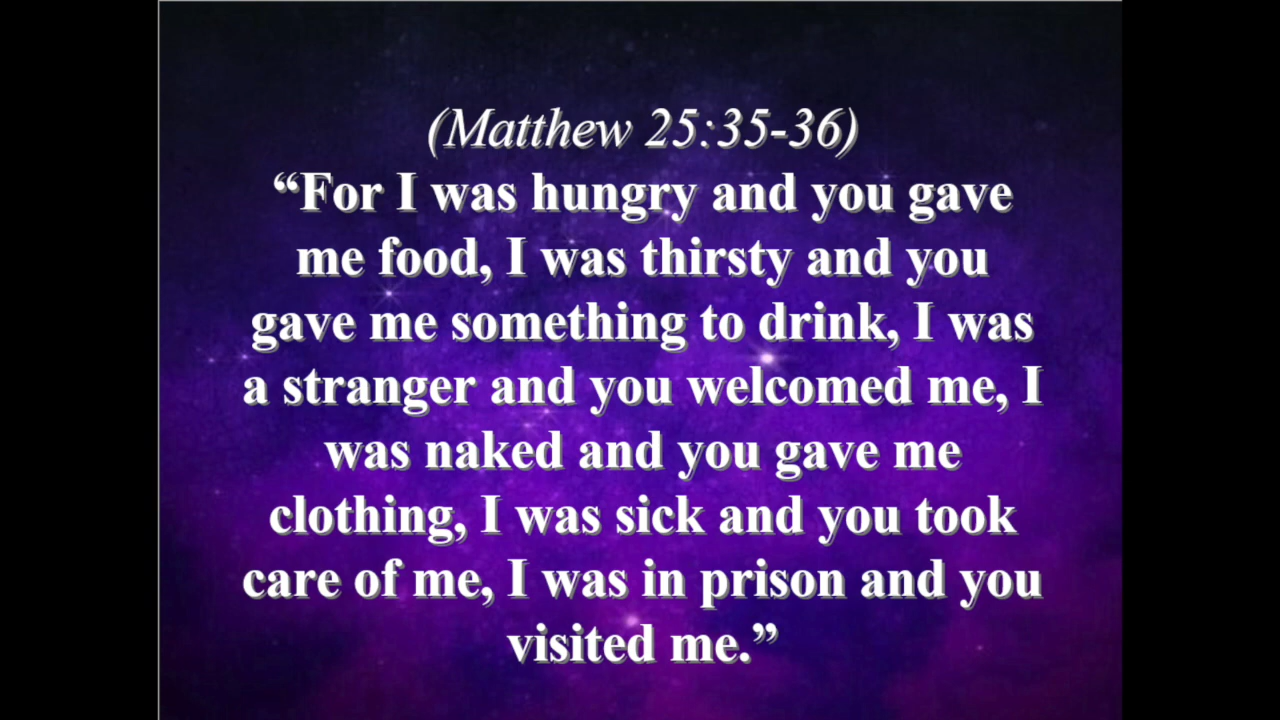 (Matthew 25:35-36)
“For I was hungry and you gave
me food, I was thirsty and you
gave me something to drink, I was
a stranger and you welcomed me, I
was naked and you gave me
clothing, I was sick and you took
care of me, I was in prison and you
visited me.”